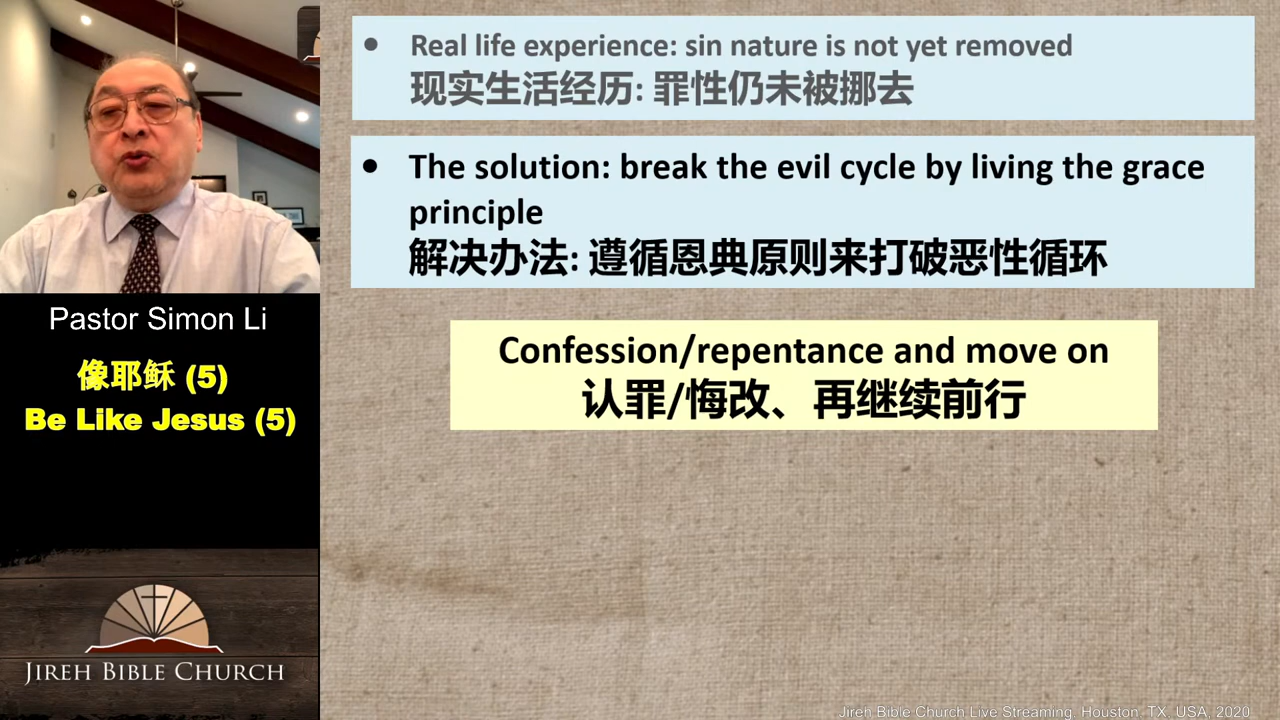 Real life experience: sin nature is not yet removed
现实生活经历: 罪性仍未被挪去
The solution: break the evil cycle by living the grace
principle
解决办法: 遵循恩典原则来打破恶性循环
Confession/repentance and move on
认罪/悔改、再继续前行
Pastor Simon Li
像耶稣 (5)
Be Like Jesus (5)
JIREH BIBLE CHURCH
Jireh Bible Church Live Streaming, Houston, TX, USA, 2020